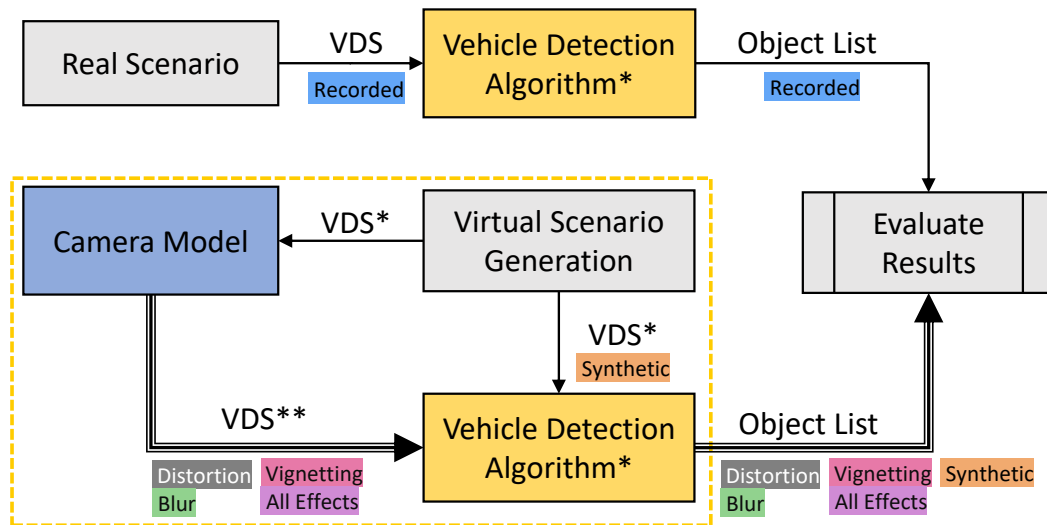 Real Scenario
VDS
Recorded
Vehicle Detection
Algorithm*
Object List
Recorded
Camera Model
VDS*
Virtual Scenario
Generation
Evaluate
Results
VDS*
Synthetic
VDS**
Distortion Vignetting
Blur All Effects
Vehicle Detection
Algorithm*
Object List
Distortion Vignetting Synthetic
Blur All Effects